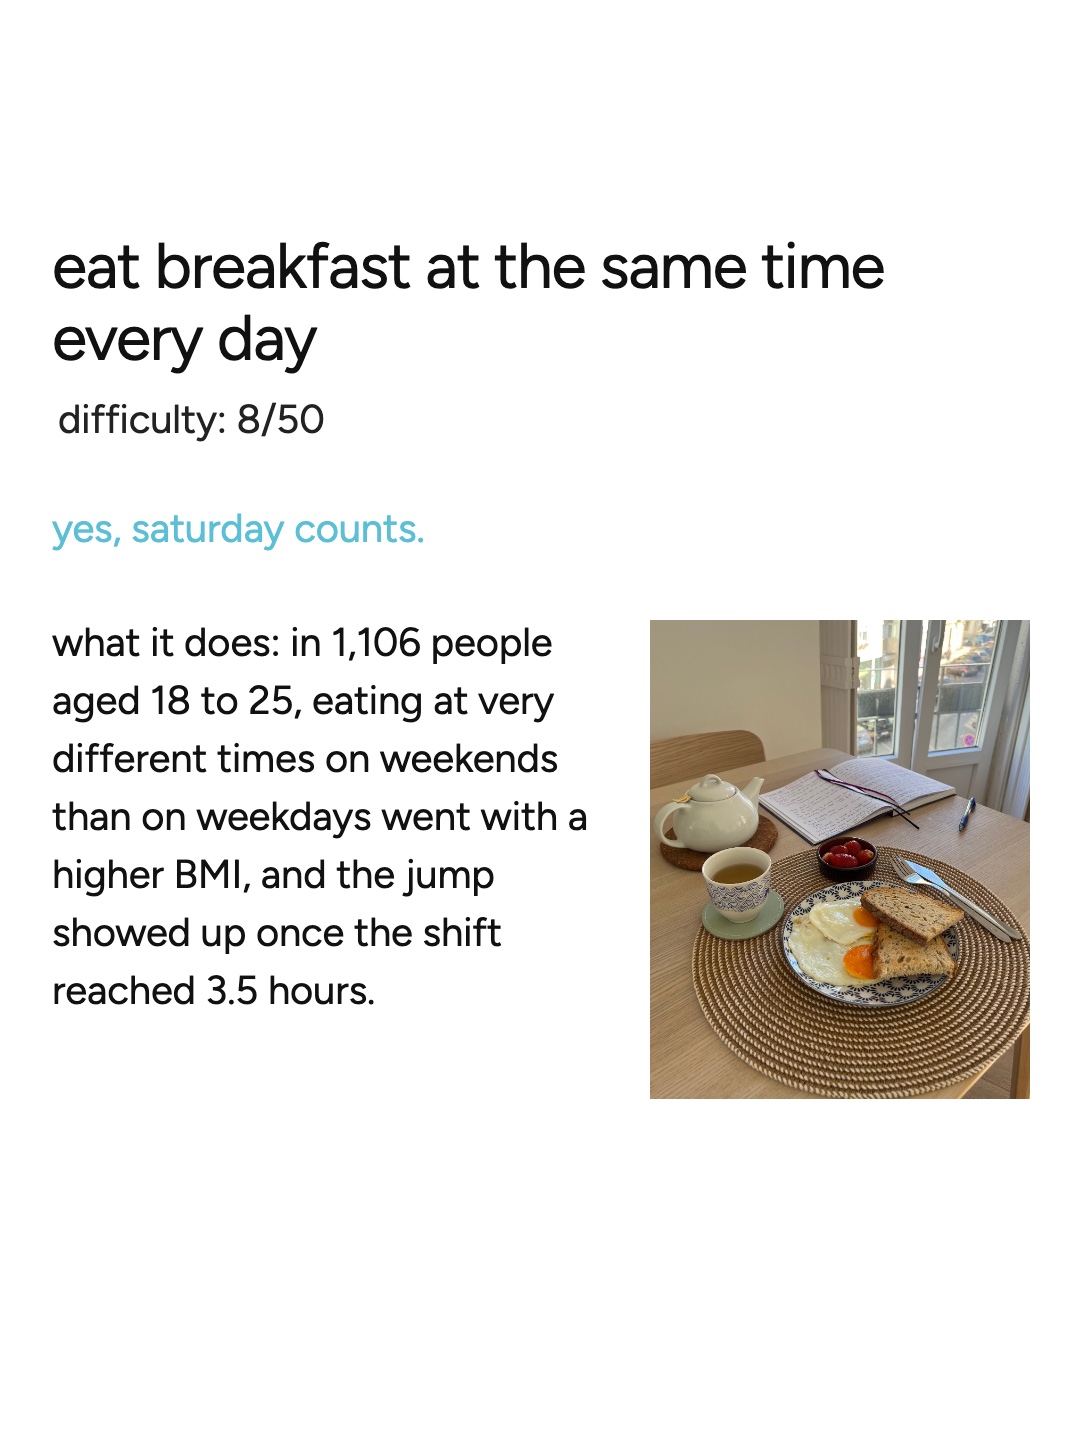 eat breakfast at the same time
every day
difficulty: 8/50
yes, saturday counts.
what it does: in 1,106 people
aged 18 to 25, eating at very
different times on weekends
than on weekdays went with a
higher BMI, and the jump
showed up once the shift
reached 3.5 hours.